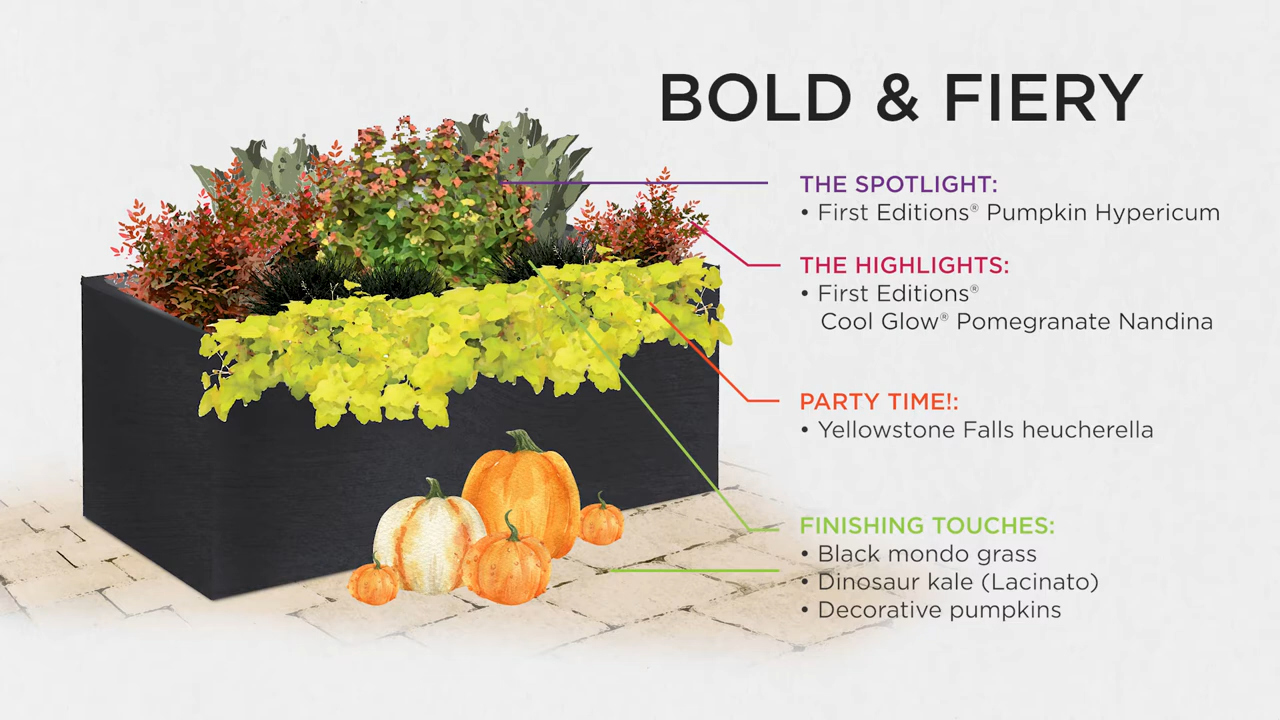 BOLD & FIERY
THE SPOTLIGHT:
• First Editions® Pumpkin Hypericum
THE HIGHLIGHTS:
• First Editions®
Cool Glow® Pomegranate Nandina
PARTY TIME!:
• Yellowstone Falls heucherella
FINISHING TOUCHES:
• Black mondo grass
• Dinosaur kale (Lacinato)
• Decorative pumpkins